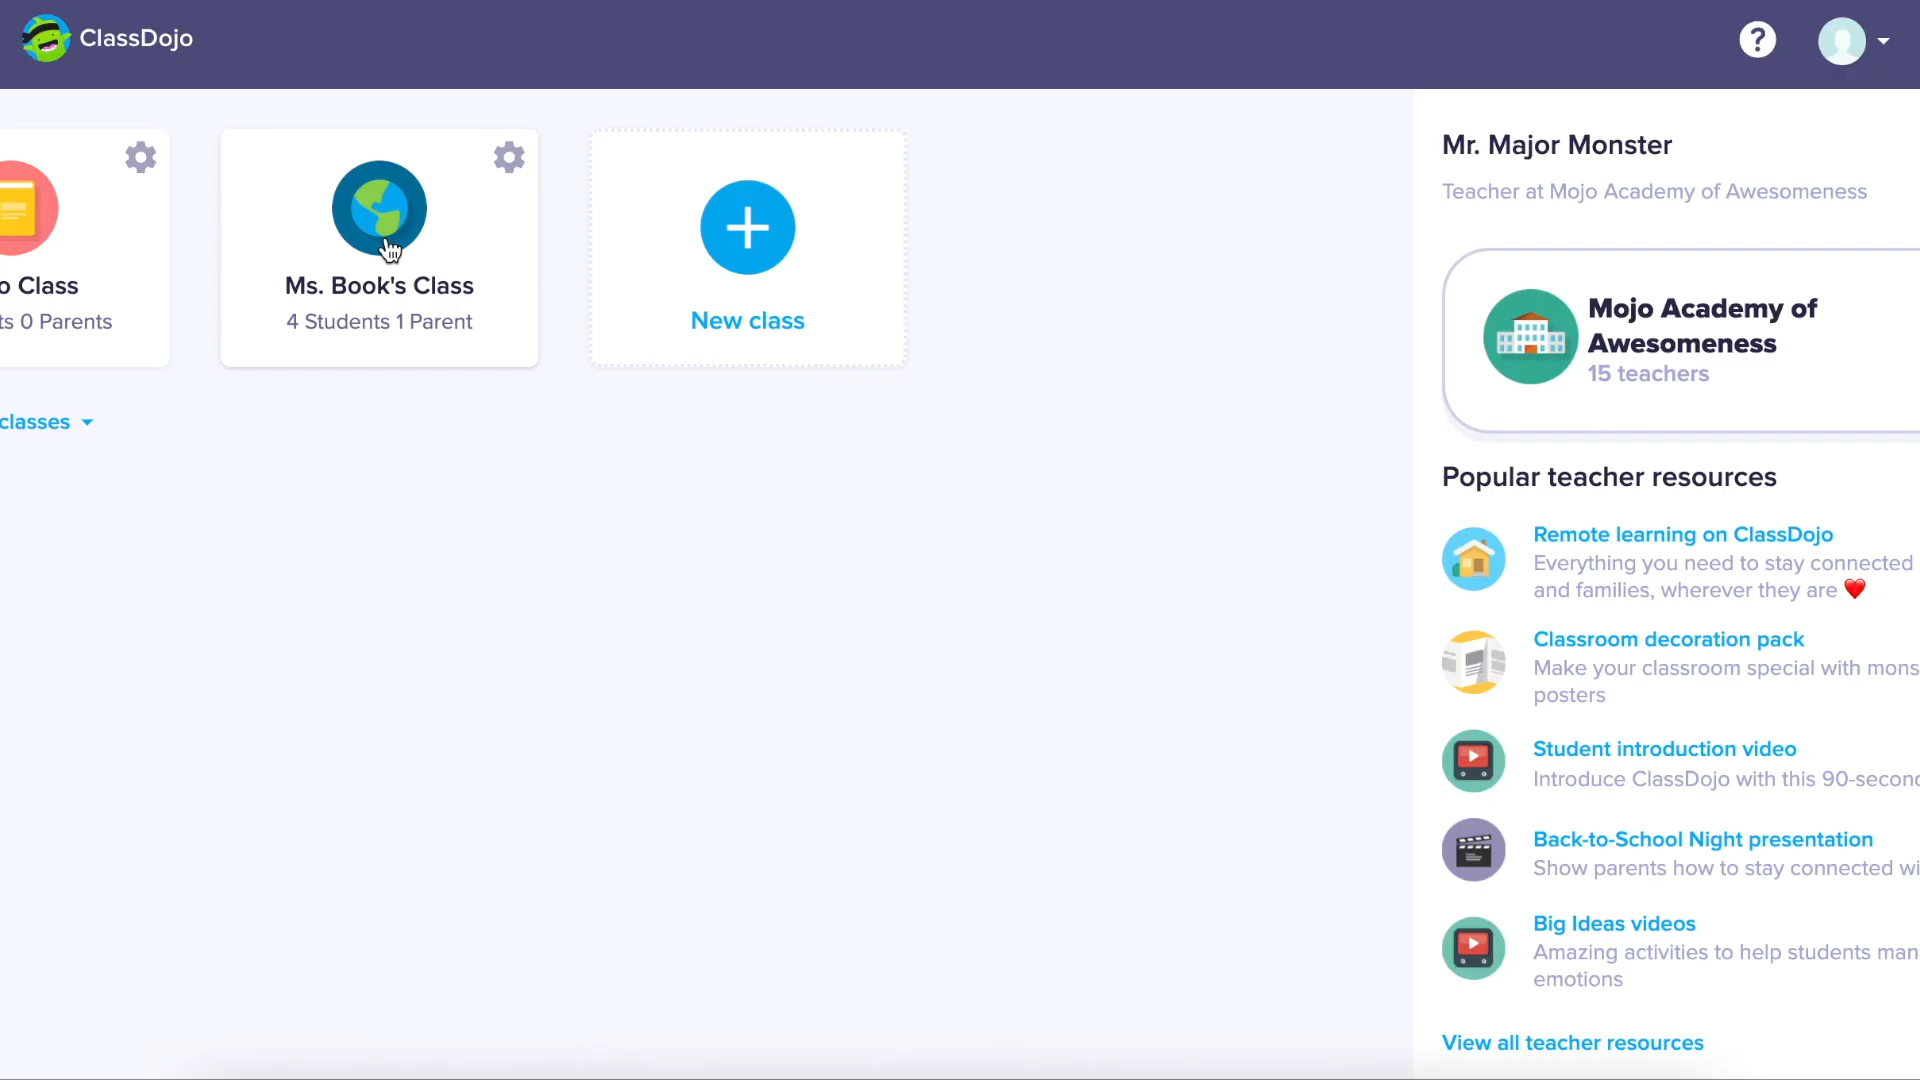 ClassDojo
?
o Class
ts 0 Parents
Ms. Book's Class
4 Students 1 Parent
New class
classes
Mr. Major Monster
Teacher at Mojo Academy of Awesomeness
Mojo Academy of
Awesomeness
15 teachers
Popular teacher resources
Remote learning on ClassDojo
Everything you need to stay connected
and families, wherever they are ❤️
Classroom decoration pack
Make your classroom special with mons
posters
Student introduction video
Introduce ClassDojo with this 90-second
Back-to-School Night presentation
Show parents how to stay connected wi
Big Ideas videos
Amazing activities to help students man
emotions
View all teacher resources